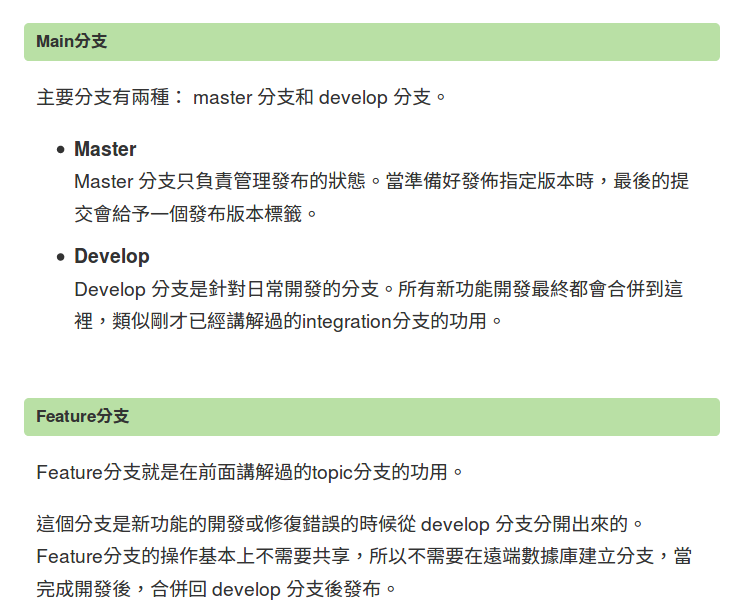 Main分支
主要分支有兩種： master 分支和 develop 分支。
Master
Master 分支只負責管理發布的狀態。當準備好發佈指定版本時，最後的提
交會給予一個發布版本標籤。
Develop
Develop 分支是針對日常開發的分支。所有新功能開發最終都會合併到這
裡，類似剛才已經講解過的integration分支的功用。
Feature分支
Feature分支就是在前面講解過的topic分支的功用。
這個分支是新功能的開發或修復錯誤的時候從 develop 分支分開出來的。
Feature分支的操作基本上不需要共享，所以不需要在遠端數據庫建立分支，當
完成開發後，合併回 develop 分支後發布。